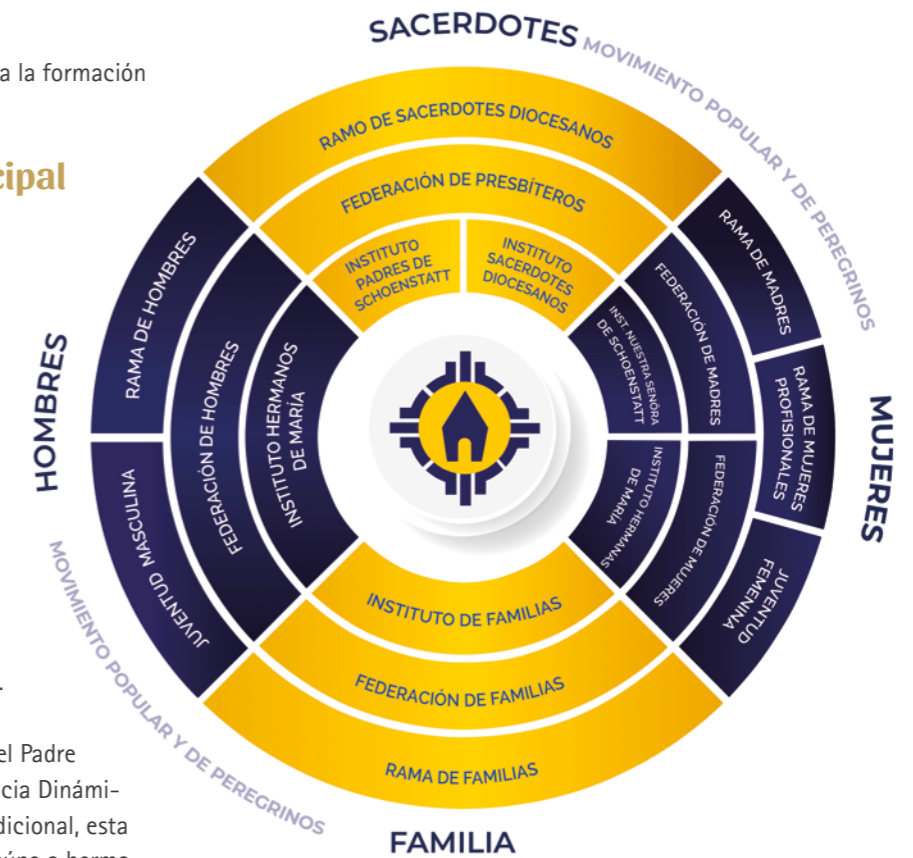 a la formación
cipal
SACERDOTES
MOVIMIENTO POPULAR Y DE PEREGRINOS
RAMO DE SACERDOTES DIOCESANOS
FEDERACIÓN DE PRESBÍTEROS
INSTITUTO
PADRES DE
SCHOENSTATT
INSTITUTO
SACERDOTES
DIOCESANOS
HOMBRES
RAMA DE HOMBRES
JUVENTUD MASCULINA
FEDERACIÓN DE HOMBRES
INSTITUTO HERMANOS
DE MARÍA
INST. NUESTRA SENÕRA
DE SCHOENSTATT
FEDERACIÓN DE MADRES
RAMA DE MADRES
RAMA DE MUJERES
PROFISIONALES
MUJERES
INSTITUTO HERMANAS
DE MARÍA
FEDERACIÓN DE MUJERES
JUVENTUD
FEMENINA
INSTITUTO DE FAMILIAS
FEDERACIÓN DE FAMILIAS
RAMA DE FAMILIAS
MOVIMIENTO POPULAR Y DE PEREGRINOS
FAMILIA
el Padre
cia Dinámi-
dicional, esta